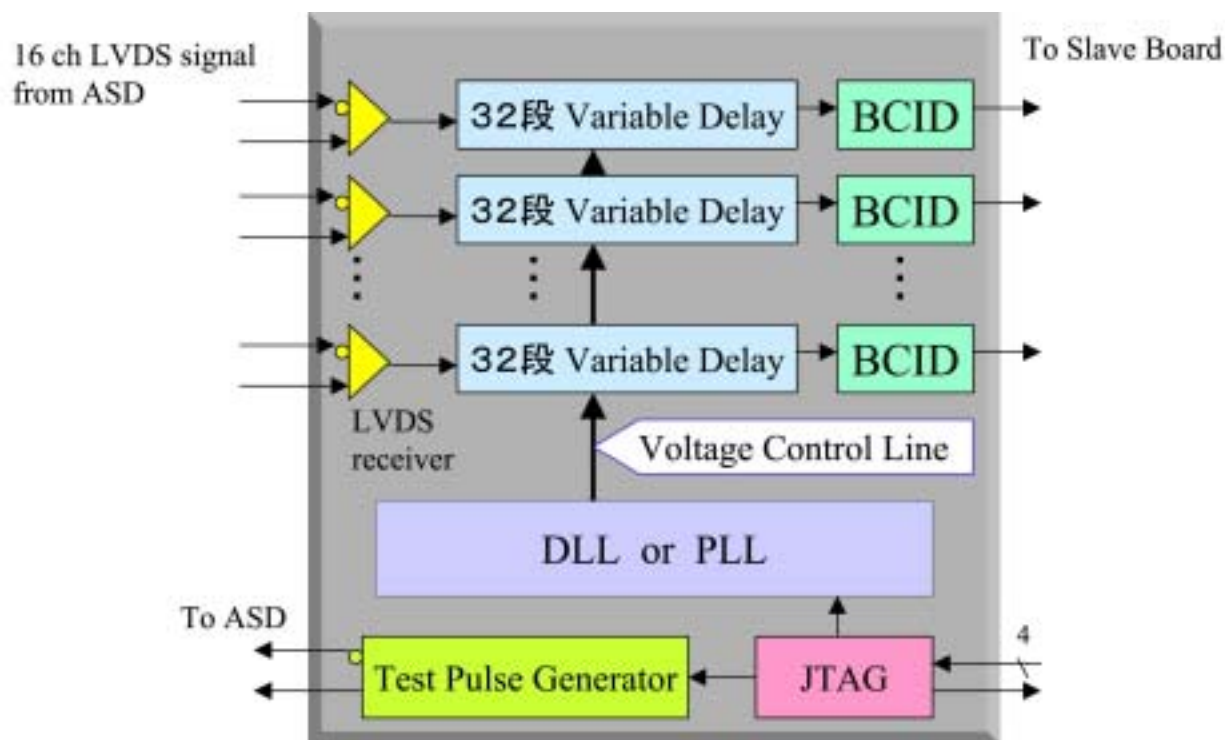 16 ch LVDS signal
from ASD
To Slave Board
32段 Variable Delay
BCID
32段 Variable Delay
BCID
32段 Variable Delay
BCID
LVDS
receiver
Voltage Control Line
DLL or PLL
To ASD
Test Pulse Generator
JTAG
4